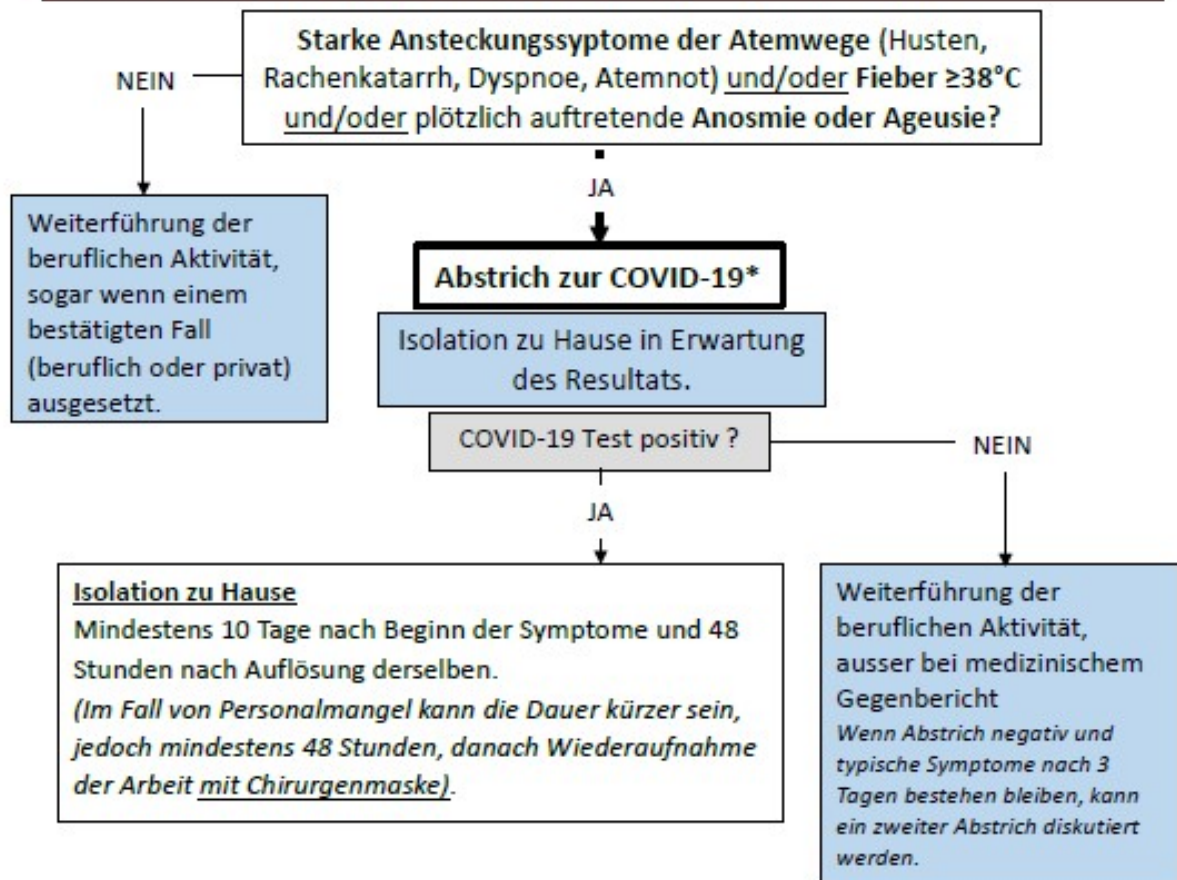 Starke Ansteckungssyptome der Atemwege (Husten,
Rachenkatarrh, Dyspnoe, Atemnot) und/oder Fieber ≥38°C
und/oder plötzlich auftretende Anosmie oder Ageusie?
NEIN
JA
Weiterführung der
beruflichen Aktivität,
sogar wenn einem
bestätigten Fall
(beruflich oder privat)
ausgesetzt.
Abstrich zur COVID-19*
Isolation zu Hause in Erwartung
des Resultats.
COVID-19 Test positiv ?
NEIN
JA
Isolation zu Hause
Mindestens 10 Tage nach Beginn der Symptome und 48
Stunden nach Auflösung derselben.
(Im Fall von Personalmangel kann die Dauer kürzer sein,
jedoch mindestens 48 Stunden, danach Wiederaufnahme
der Arbeit mit Chirurgenmaske).
Weiterführung der
beruflichen Aktivität,
ausser bei medizinischem
Gegenbericht
Wenn Abstrich negativ und
typische Symptome nach 3
Tagen bestehen bleiben, kann
ein zweiter Abstrich diskutiert
werden.